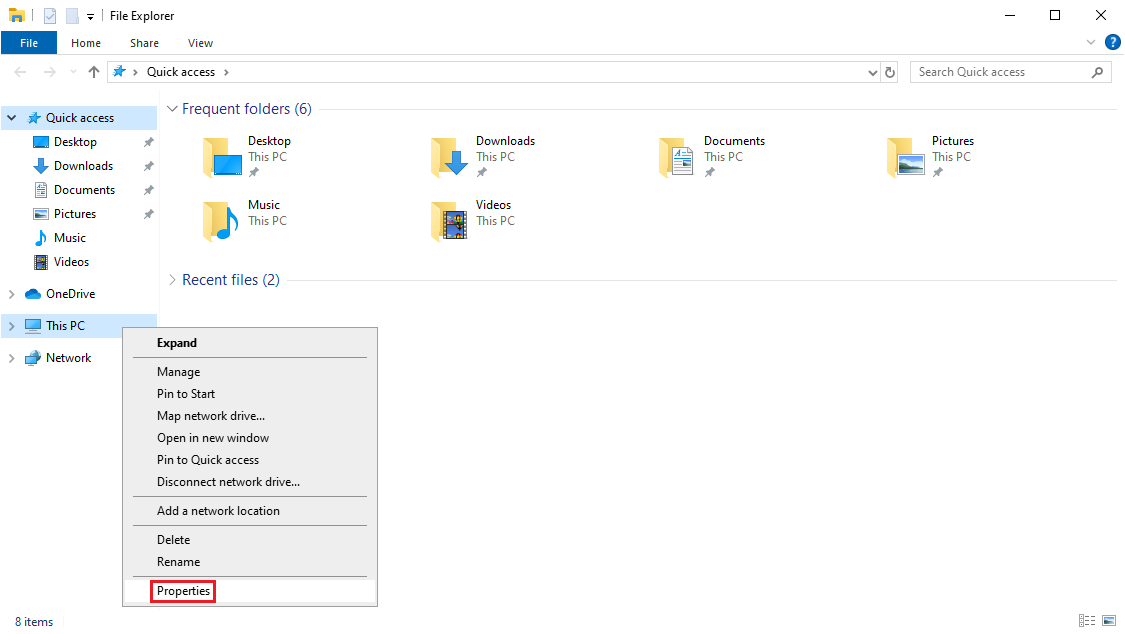 File Explorer
File Home Share View
Quick access
Search Quick access
Quick access
Desktop
Downloads
Documents
Pictures
Music
Videos
OneDrive
This PC
Network
Frequent folders (6)
Desktop
This PC
Downloads
This PC
Documents
This PC
Pictures
This PC
Music
This PC
Videos
This PC
Recent files (2)
Expand
Manage
Pin to Start
Map network drive...
Open in new window
Pin to Quick access
Disconnect network drive...
Add a network location
Delete
Rename
Properties
8 items